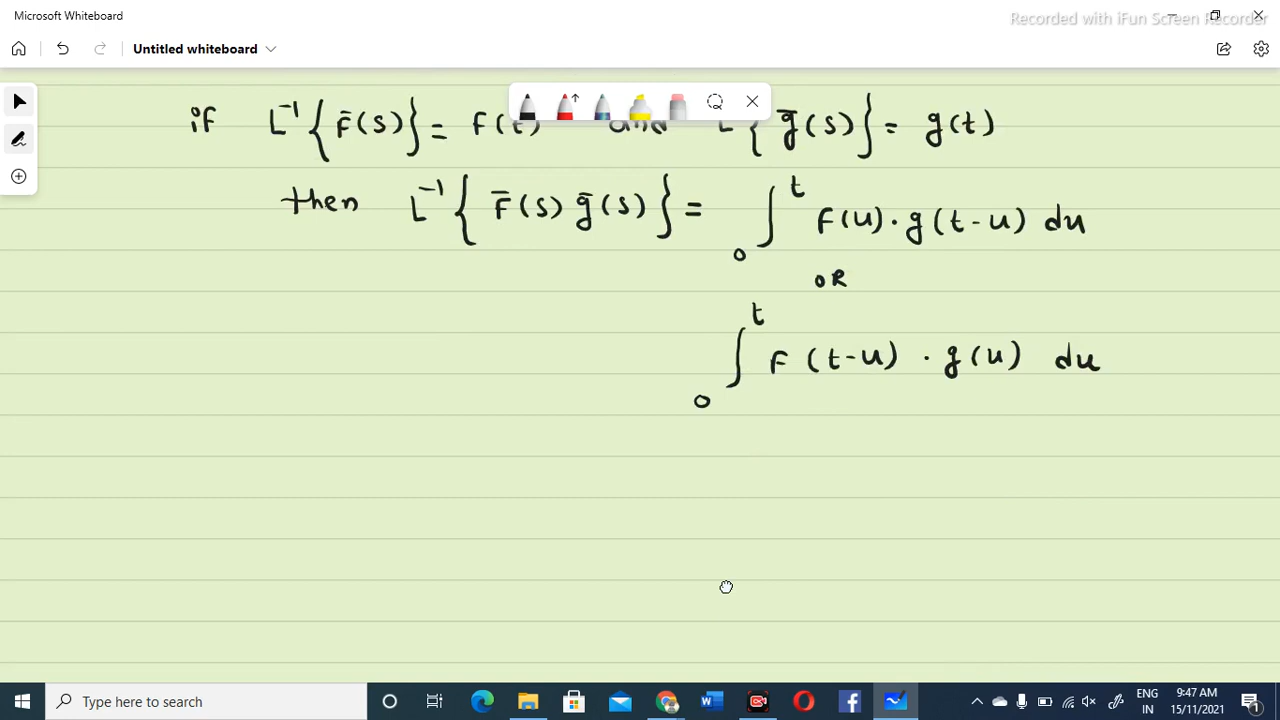 Microsoft Whiteboard
Recorded with iFun Screen Recorder
Untitled whiteboard
if L⁻¹{f̄(s)} = f(t) and L {ḡ(s)} = g(t)
then L⁻¹{f̄(s) ḡ(s)} = ∫₀ᵗ f(u)·g(t-u) du
OR
∫₀ᵗ f(t-u)·g(u) du
Type here to search
ENG
IN
9:47 AM
15/11/2021
1